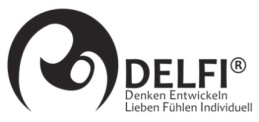 DELFI®
Denken Entwickeln
Lieben Fühlen Individuell